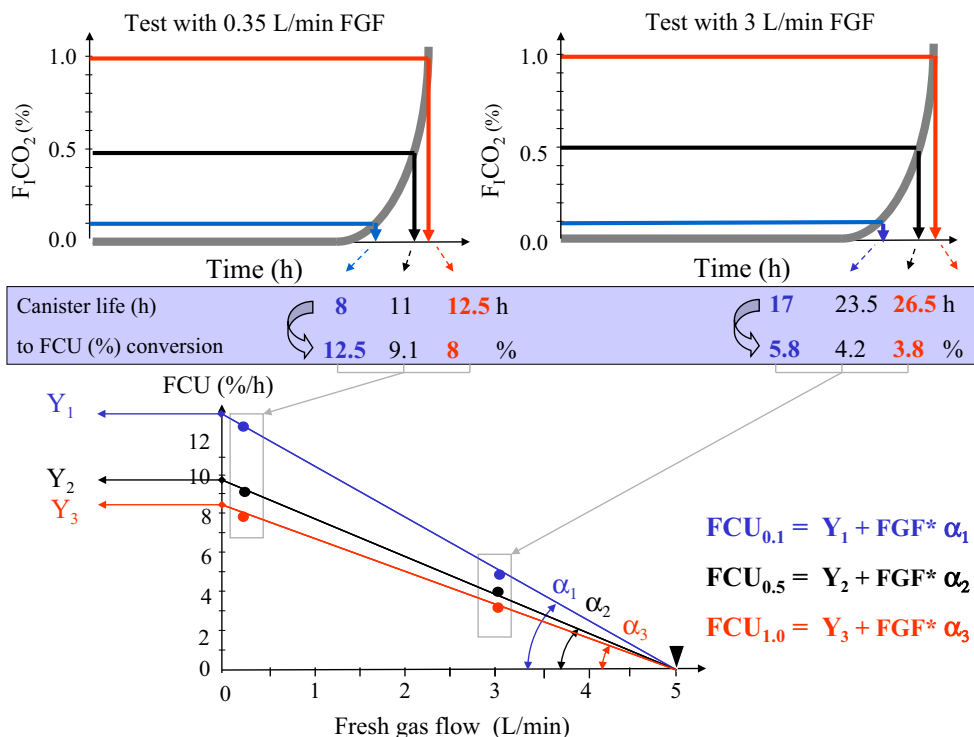 Test with 0.35 L/min FGF
1.0
0.5
0.0
FICO2 (%)
Time (h)
Test with 3 L/min FGF
1.0
0.5
0.0
FICO2 (%)
Time (h)
Canister life (h) 8 11 12.5 h 17 23.5 26.5 h
to FCU (%) conversion 12.5 9.1 8 % 5.8 4.2 3.8 %
FCU (%/h)
Y1
Y2
Y3
12
10
8
6
4
2
0
α1
α2
α3
0 1 2 3 4 5
Fresh gas flow (L/min)
FCU0.1 = Y1 + FGF* α1
FCU0.5 = Y2 + FGF* α2
FCU1.0 = Y3 + FGF* α3